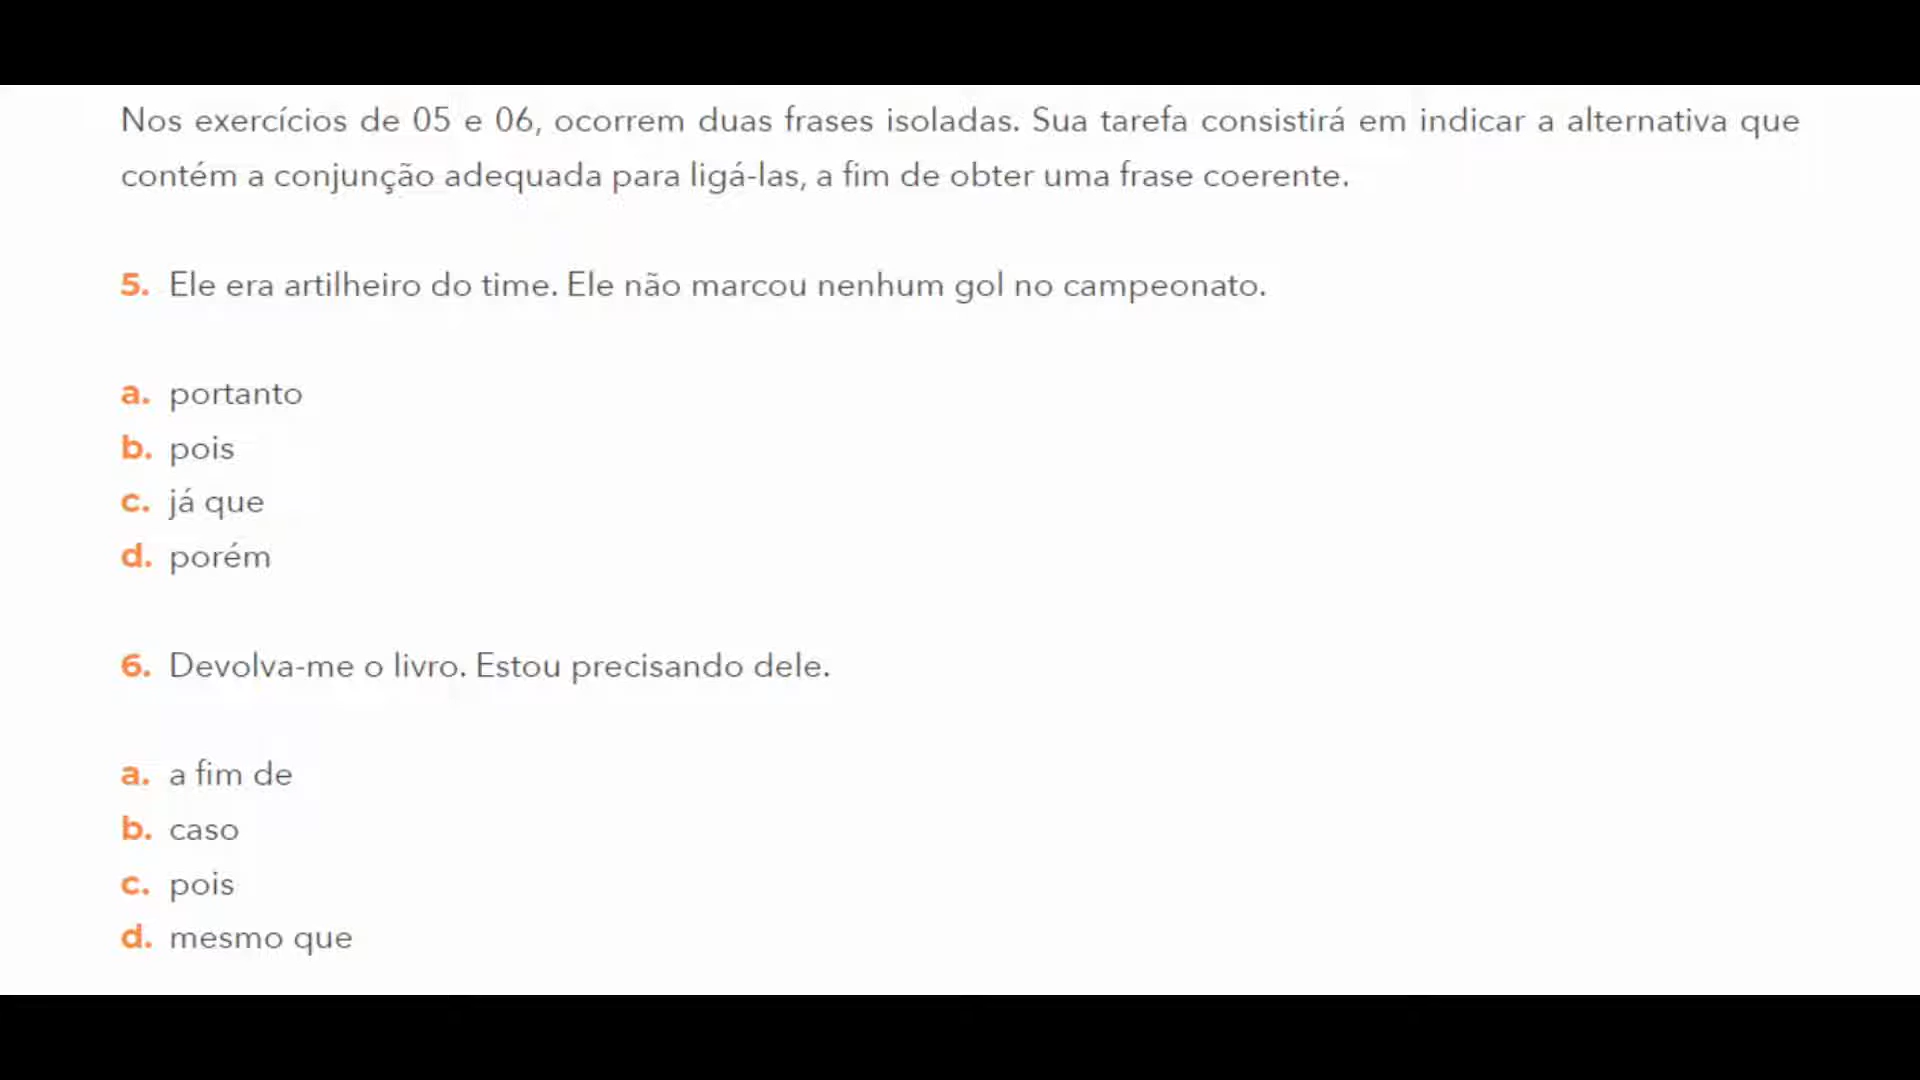 Nos exercícios de 05 e 06, ocorrem duas frases isoladas. Sua tarefa consistirá em indicar a alternativa que
contém a conjunção adequada para ligá-las, a fim de obter uma frase coerente.
5. Ele era artilheiro do time. Ele não marcou nenhum gol no campeonato.
a. portanto
b. pois
c. já que
d. porém
6. Devolva-me o livro. Estou precisando dele.
a. a fim de
b. caso
c. pois
d. mesmo que